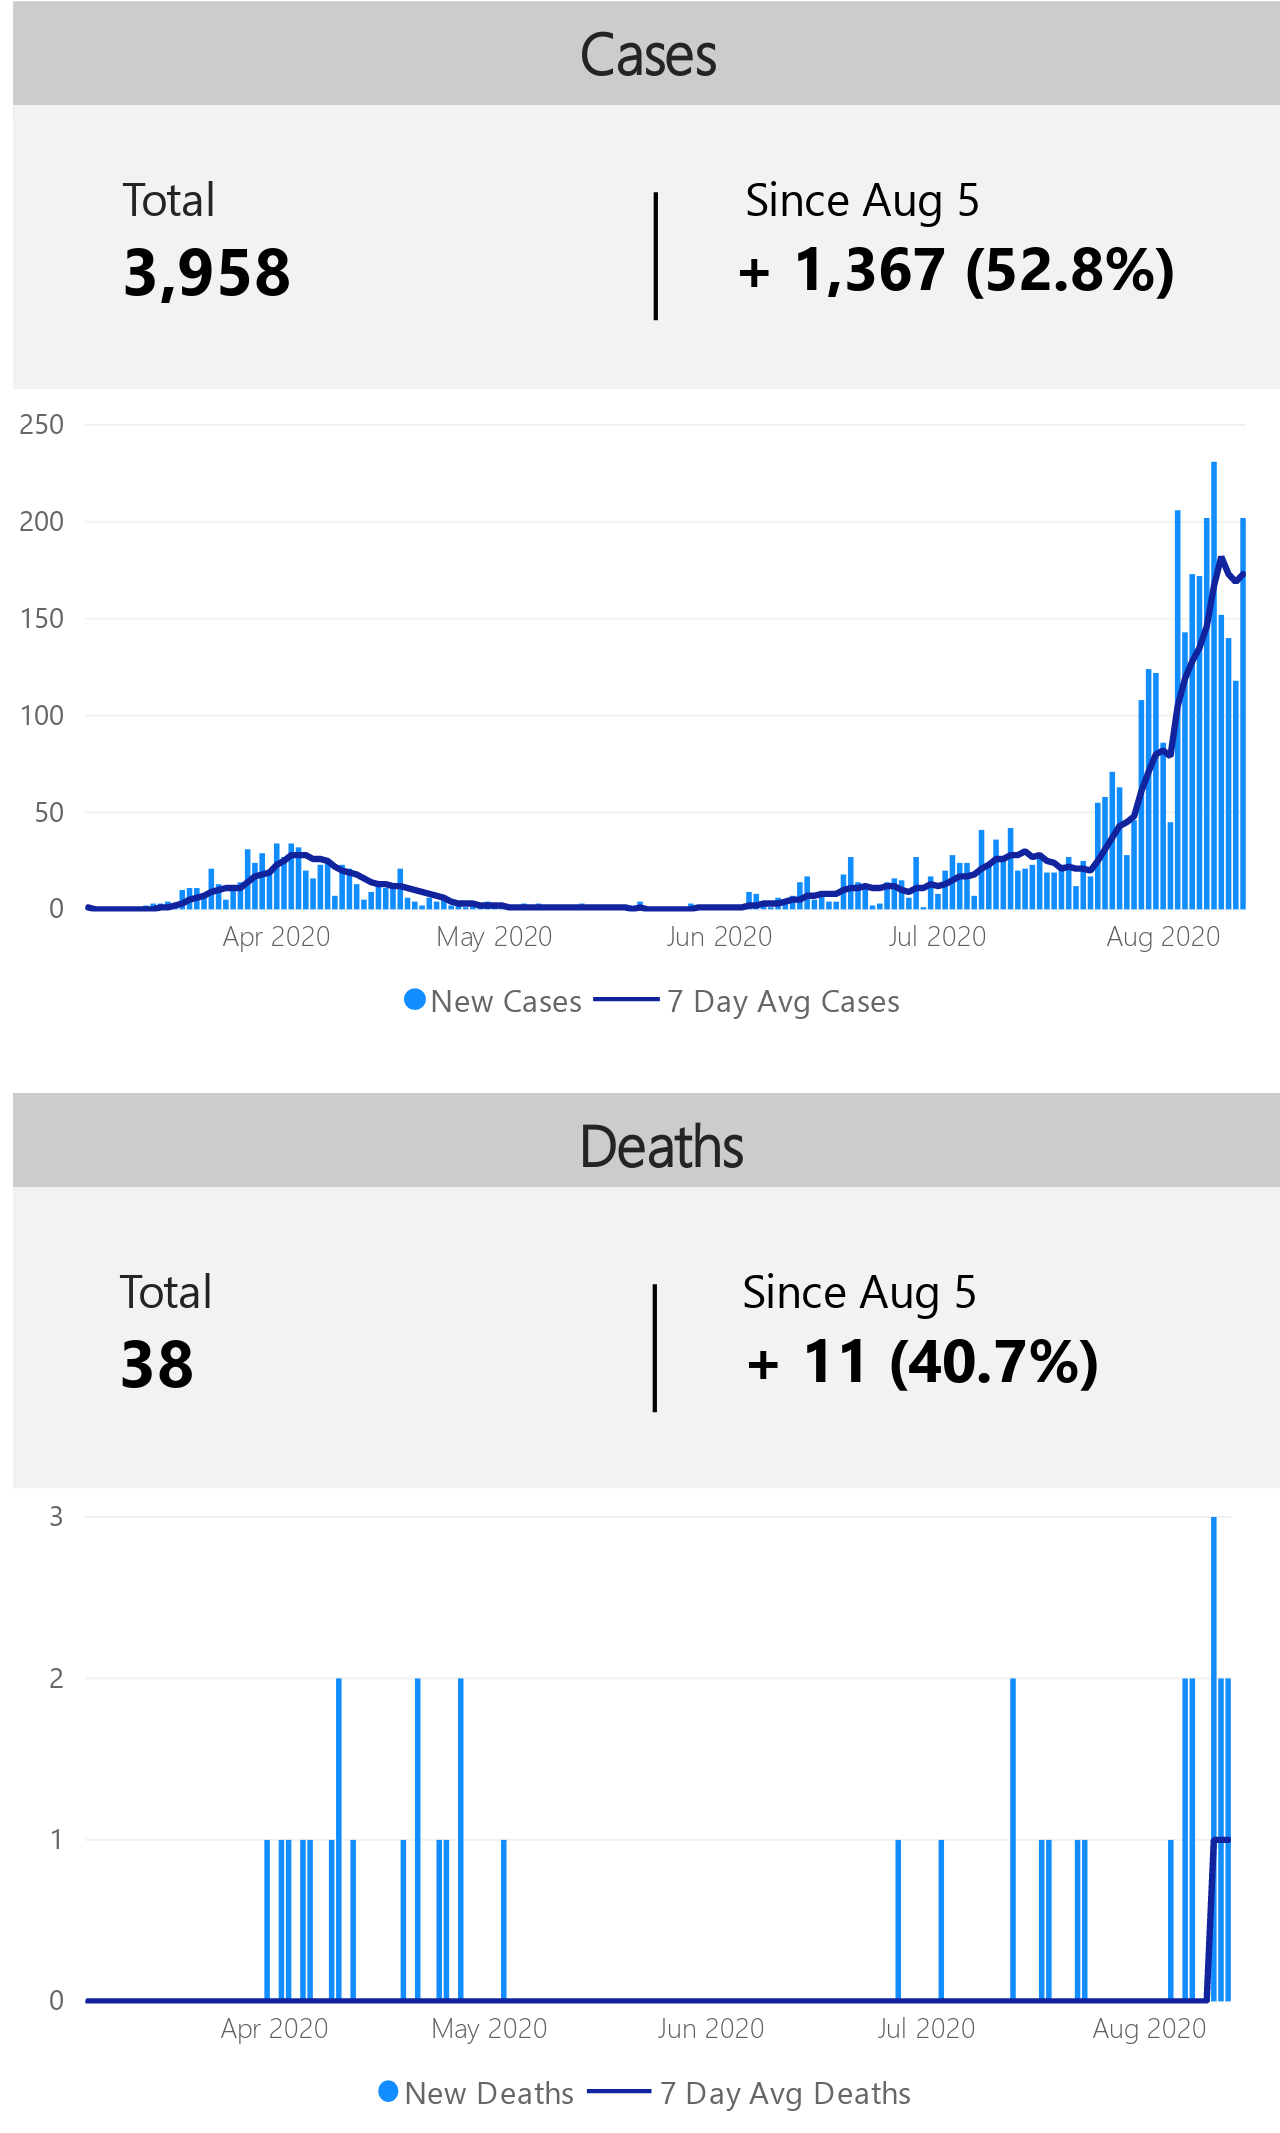 Cases
Total
3,958
Since Aug 5
+ 1,367 (52.8%)
250
200
150
100
50
0
Apr 2020
May 2020
Jun 2020
Jul 2020
Aug 2020
New Cases
7 Day Avg Cases
Deaths
Total
38
Since Aug 5
+ 11 (40.7%)
3
2
1
0
Apr 2020
May 2020
Jun 2020
Jul 2020
Aug 2020
New Deaths
7 Day Avg Deaths